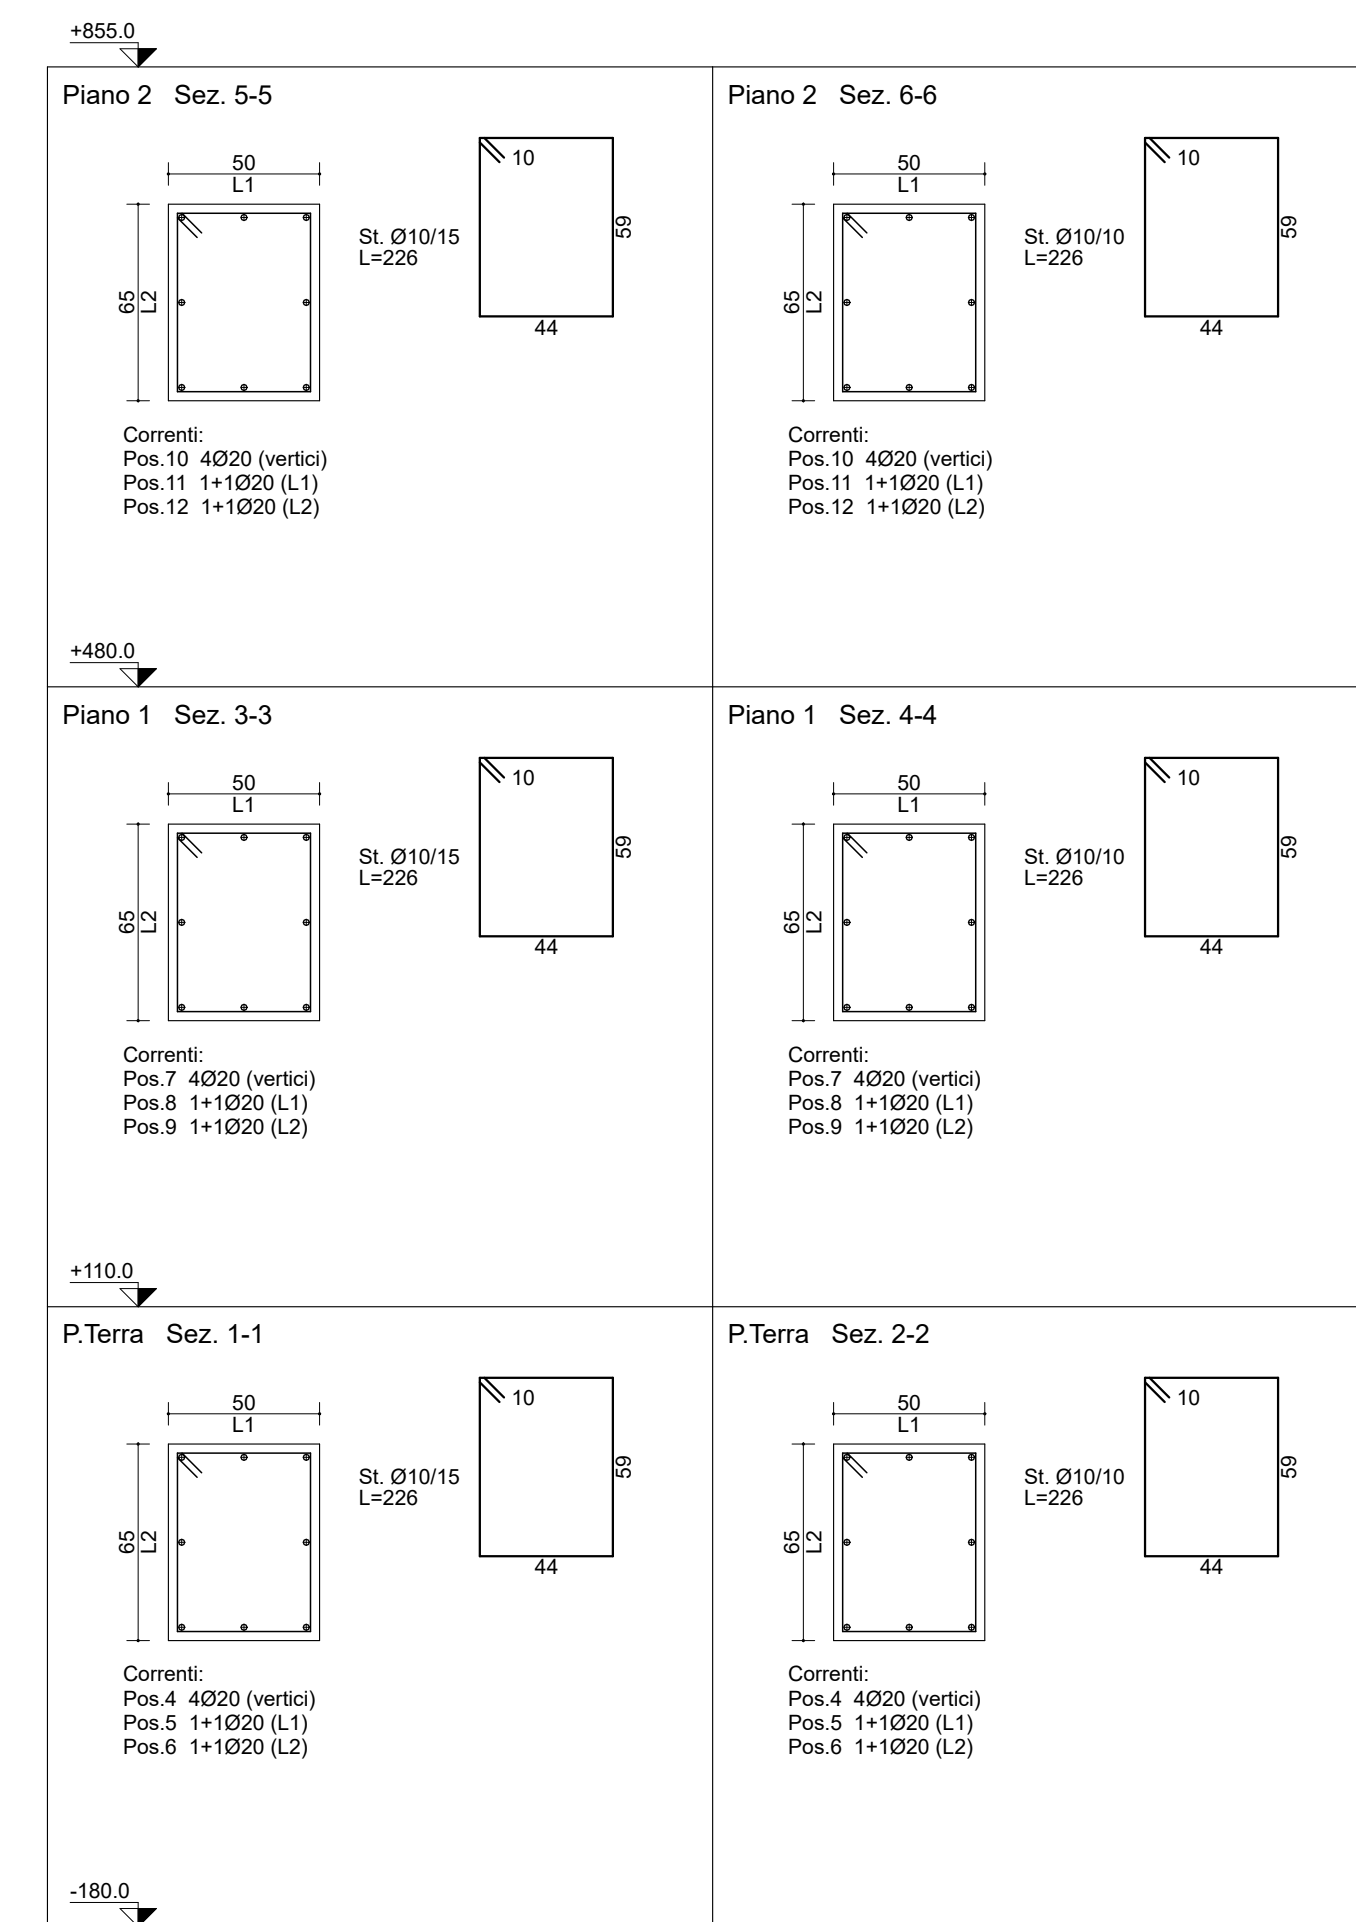 +855.0
Piano 2 Sez. 5-5
10
50
L1
St. Ø10/15
L=226
59
65
L2
44
Correnti:
Pos.10 4Ø20 (vertici)
Pos.11 1+1Ø20 (L1)
Pos.12 1+1Ø20 (L2)
Piano 2 Sez. 6-6
10
50
L1
St. Ø10/10
L=226
59
65
L2
44
Correnti:
Pos.10 4Ø20 (vertici)
Pos.11 1+1Ø20 (L1)
Pos.12 1+1Ø20 (L2)
+480.0
Piano 1 Sez. 3-3
10
50
L1
St. Ø10/15
L=226
59
65
L2
44
Correnti:
Pos.7 4Ø20 (vertici)
Pos.8 1+1Ø20 (L1)
Pos.9 1+1Ø20 (L2)
Piano 1 Sez. 4-4
10
50
L1
St. Ø10/10
L=226
59
65
L2
44
Correnti:
Pos.7 4Ø20 (vertici)
Pos.8 1+1Ø20 (L1)
Pos.9 1+1Ø20 (L2)
+110.0
P.Terra Sez. 1-1
10
50
L1
St. Ø10/15
L=226
59
65
L2
44
Correnti:
Pos.4 4Ø20 (vertici)
Pos.5 1+1Ø20 (L1)
Pos.6 1+1Ø20 (L2)
P.Terra Sez. 2-2
10
50
L1
St. Ø10/10
L=226
59
65
L2
44
Correnti:
Pos.4 4Ø20 (vertici)
Pos.5 1+1Ø20 (L1)
Pos.6 1+1Ø20 (L2)
-180.0